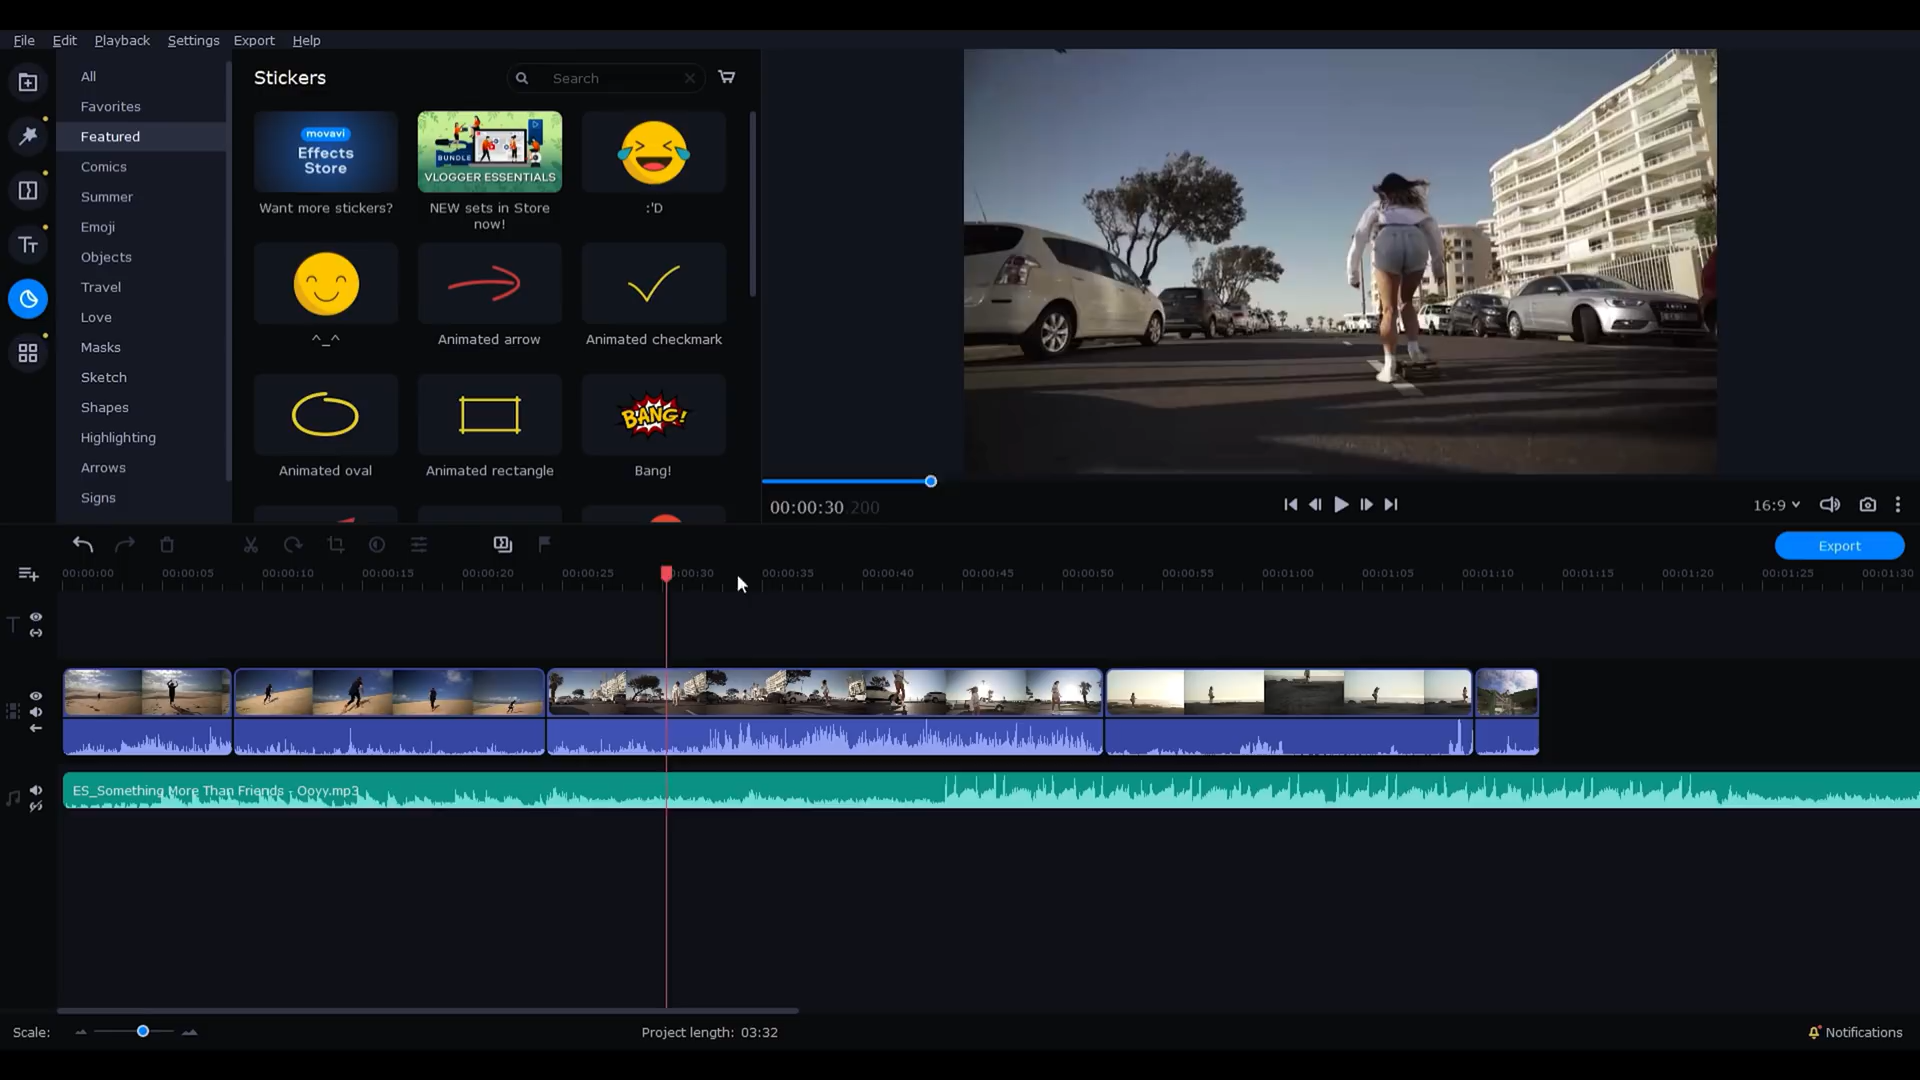 File Edit Playback Settings Export Help
All
Favorites
Featured
Comics
Summer
Emoji
Objects
Travel
Love
Masks
Sketch
Shapes
Highlighting
Arrows
Signs
Stickers
Search
movavi
Effects
Store
Want more stickers?
BUNDLE
VLOGGER ESSENTIALS
NEW sets in Store
now!
:'D
^_^
Animated arrow
Animated checkmark
Animated oval
Animated rectangle
BANG!
Bang!
00:00:30.200
16:9
Export
00:00:00 00:00:05 00:00:10 00:00:15 00:00:20 00:00:25 00:00:30 00:00:35 00:00:40 00:00:45 00:00:50 00:00:55 00:01:00 00:01:05 00:01:10 00:01:15 00:01:20 00:01:25 00:01:30
ES_Something More Than Friends - Ooyy.mp3
Scale:
Project length: 03:32
Notifications